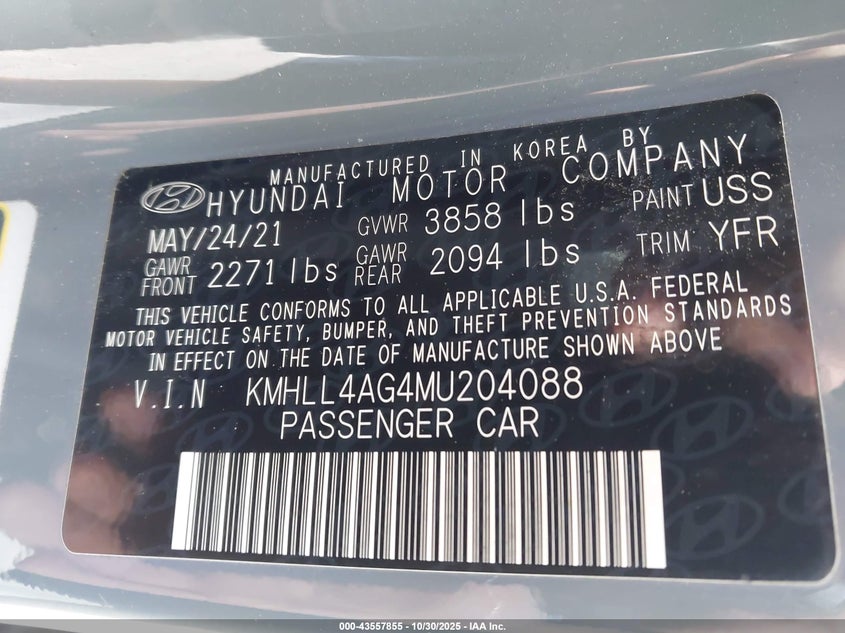 MANUFACTURED IN KOREA BY
HYUNDAI MOTOR COMPANY
MAY/24/21 GVWR 3858 lbs PAINT USS
GAWR FRONT 2271 lbs GAWR REAR 2094 lbs TRIM YFR
THIS VEHICLE CONFORMS TO ALL APPLICABLE U.S.A. FEDERAL
MOTOR VEHICLE SAFETY, BUMPER, AND THEFT PREVENTION STANDARDS
IN EFFECT ON THE DATE OF MANUFACTURE SHOWN ABOVE
V.I.N KMHLL4AG4MU204088
PASSENGER CAR
000-43557855 - 10/30/2025 - IAA Inc.